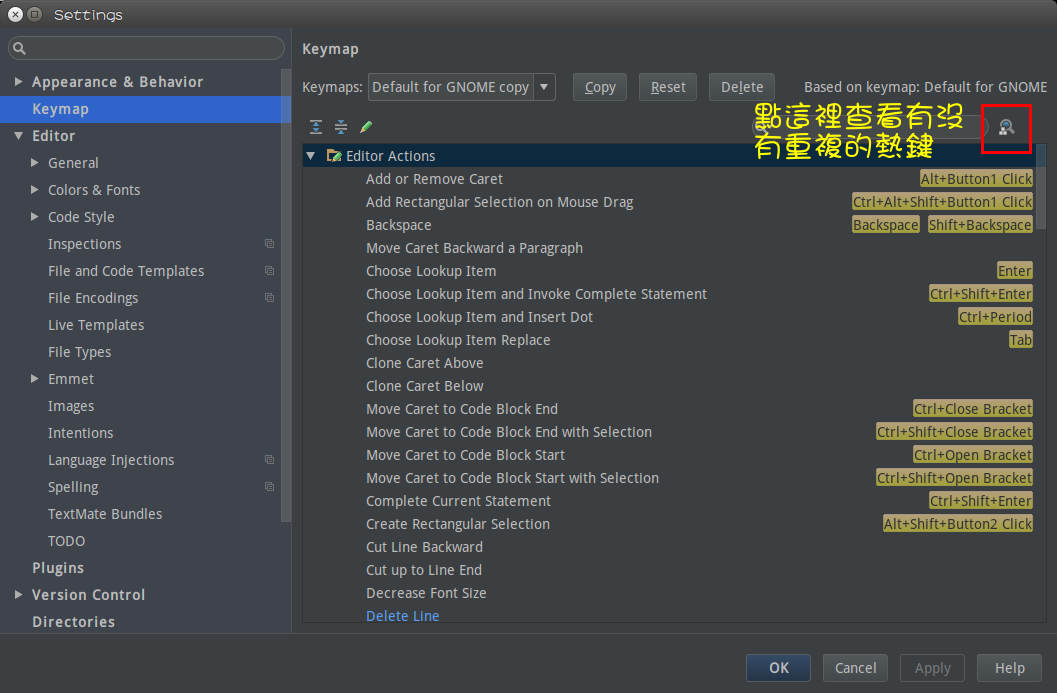 Settings
Keymap
Keymaps: Default for GNOME copy Copy Reset Delete Based on keymap: Default for GNOME
點這裡查看有沒
有重複的熱鍵
Appearance & Behavior
Keymap
Editor
General
Colors & Fonts
Code Style
Inspections
File and Code Templates
File Encodings
Live Templates
File Types
Emmet
Images
Intentions
Language Injections
Spelling
TextMate Bundles
TODO
Plugins
Version Control
Directories
Editor Actions
Add or Remove Caret Alt+Button1 Click
Add Rectangular Selection on Mouse Drag Ctrl+Alt+Shift+Button1 Click
Backspace Backspace Shift+Backspace
Move Caret Backward a Paragraph
Choose Lookup Item Enter
Choose Lookup Item and Invoke Complete Statement Ctrl+Shift+Enter
Choose Lookup Item and Insert Dot Ctrl+Period
Choose Lookup Item Replace Tab
Clone Caret Above
Clone Caret Below
Move Caret to Code Block End Ctrl+Close Bracket
Move Caret to Code Block End with Selection Ctrl+Shift+Close Bracket
Move Caret to Code Block Start Ctrl+Open Bracket
Move Caret to Code Block Start with Selection Ctrl+Shift+Open Bracket
Complete Current Statement Ctrl+Shift+Enter
Create Rectangular Selection Alt+Shift+Button2 Click
Cut Line Backward
Cut up to Line End
Decrease Font Size
Delete Line
OK Cancel Apply Help